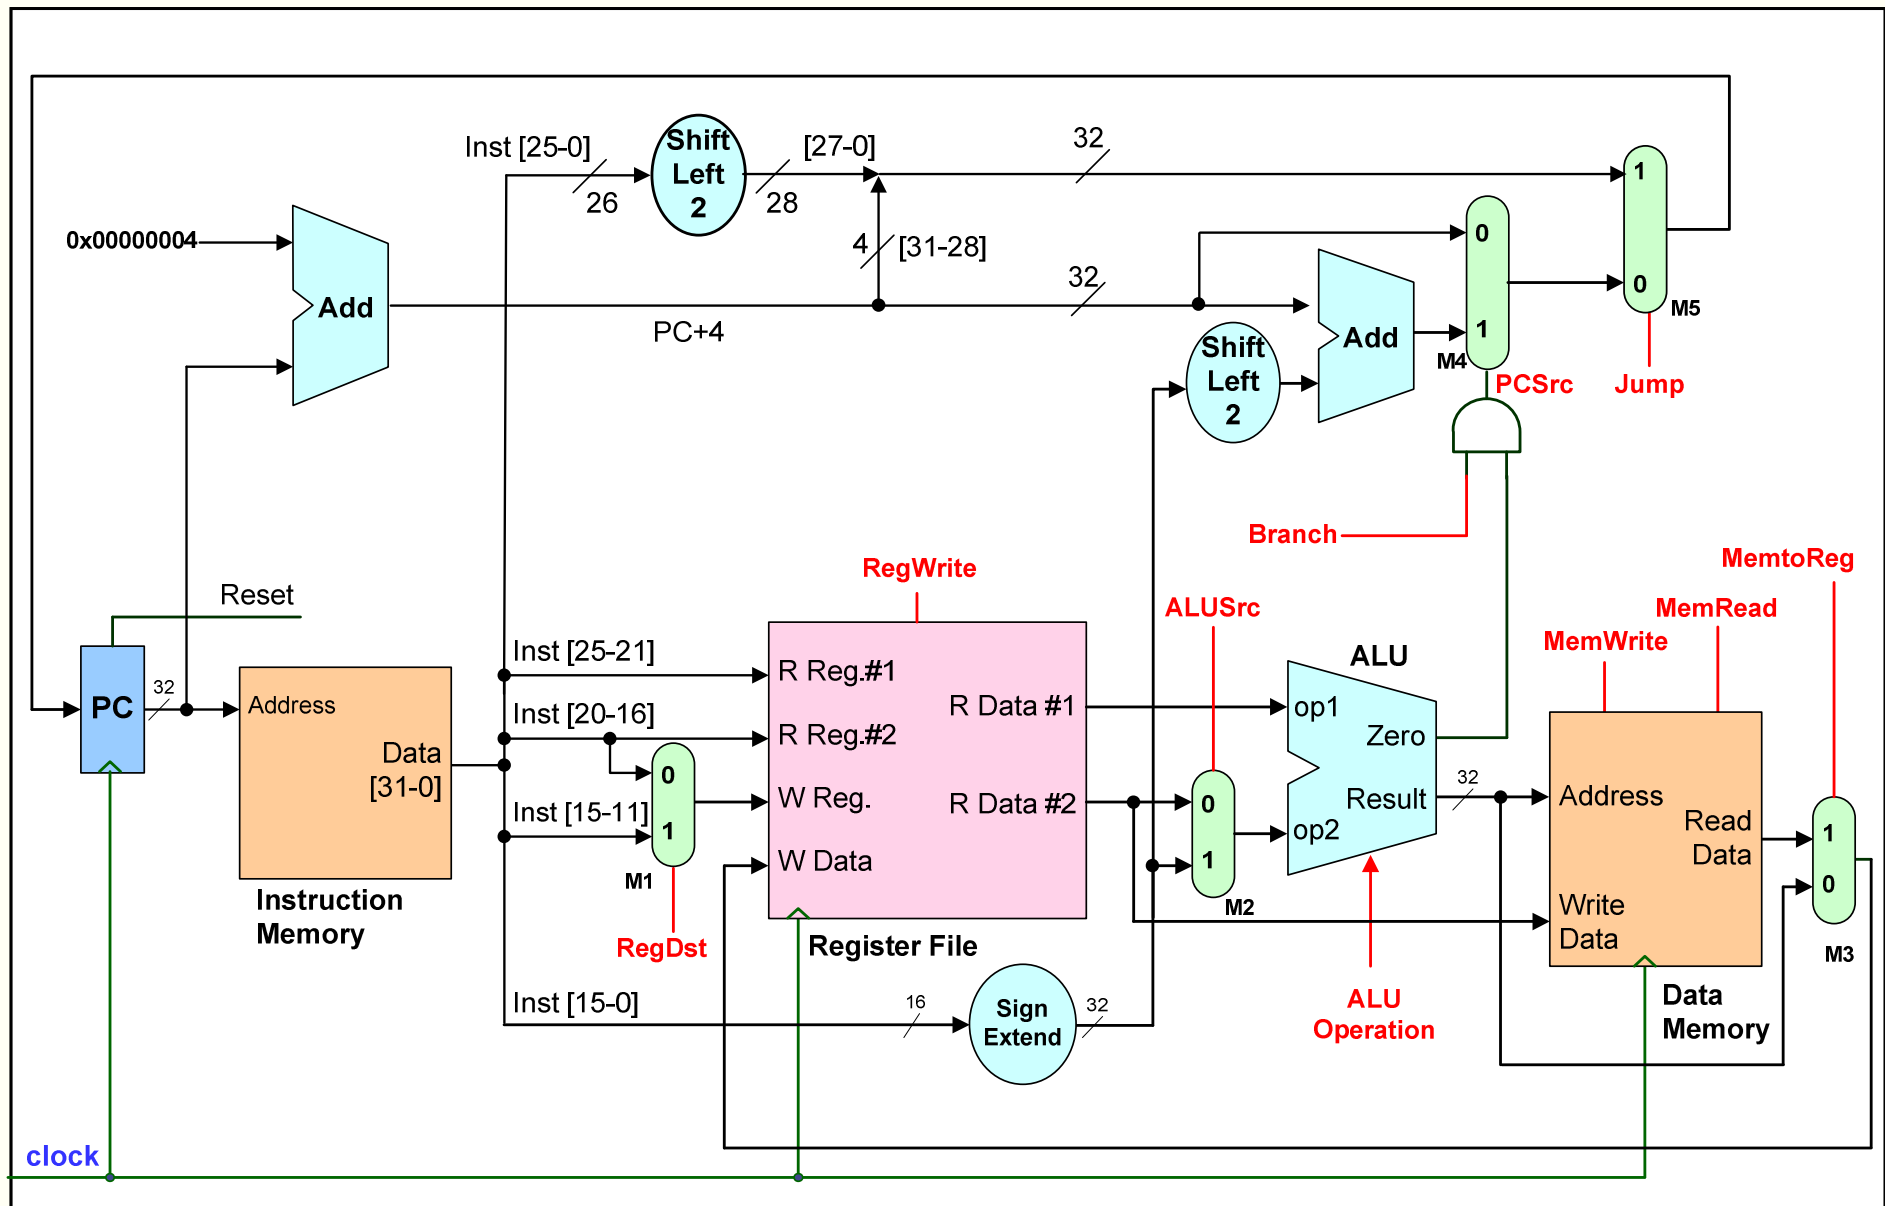 Inst [25-0]
26
Shift
Left
2
28
[27-0]
32
1
0
M5
Jump
0x00000004
Add
4
[31-28]
32
PC+4
0
1
M4
PCSrc
Shift
Left
2
Add
Branch
Reset
PC
32
Address
Data
[31-0]
Instruction
Memory
Inst [25-21]
Inst [20-16]
Inst [15-11]
Inst [15-0]
0
1
M1
RegDst
RegWrite
R Reg.#1
R Reg.#2
W Reg.
W Data
R Data #1
R Data #2
Register File
16
Sign
Extend
32
ALUSrc
0
1
M2
ALU
op1
Zero
Result
op2
32
ALU
Operation
MemWrite
MemRead
MemtoReg
Address
Read
Data
Write
Data
Data
Memory
1
0
M3
clock